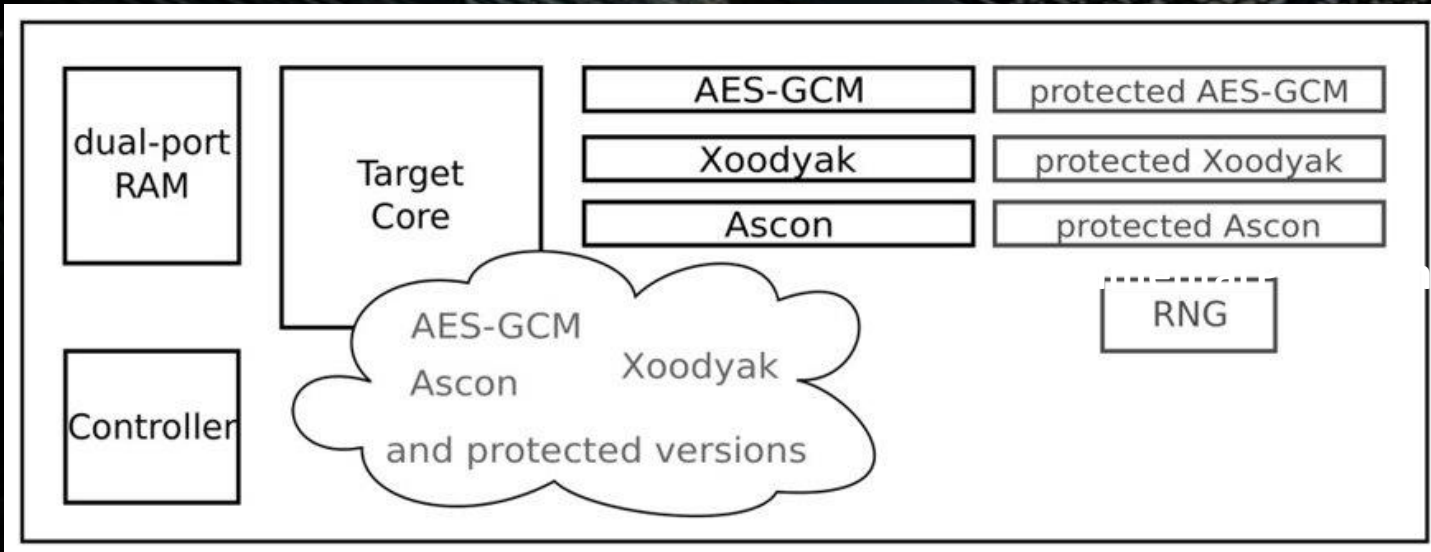 dual-port
RAM
Target
Core
AES-GCM
protected AES-GCM
Xoodyak
protected Xoodyak
Ascon
protected Ascon
RNG
Controller
AES-GCM
Xoodyak
Ascon
and protected versions